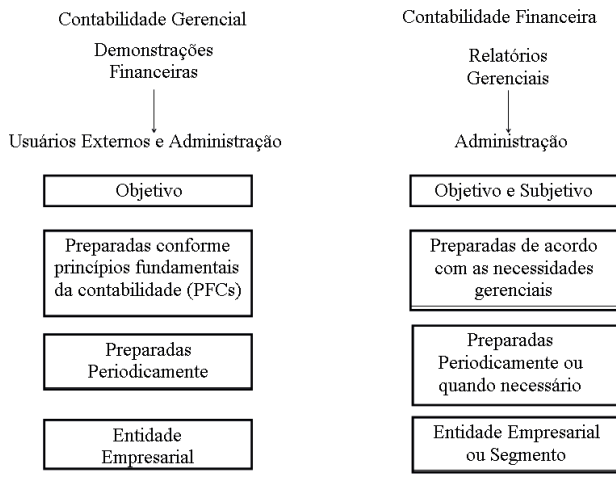 Contabilidade Gerencial
Demonstrações
Financeiras
Usuários Externos e Administração
Objetivo
Preparadas conforme
princípios fundamentais
da contabilidade (PFCs)
Preparadas
Periodicamente
Entidade
Empresarial
Contabilidade Financeira
Relatórios
Gerenciais
Administração
Objetivo e Subjetivo
Preparadas de acordo
com as necessidades
gerenciais
Preparadas
Periodicamente ou
quando necessário
Entidade Empresarial
ou Segmento